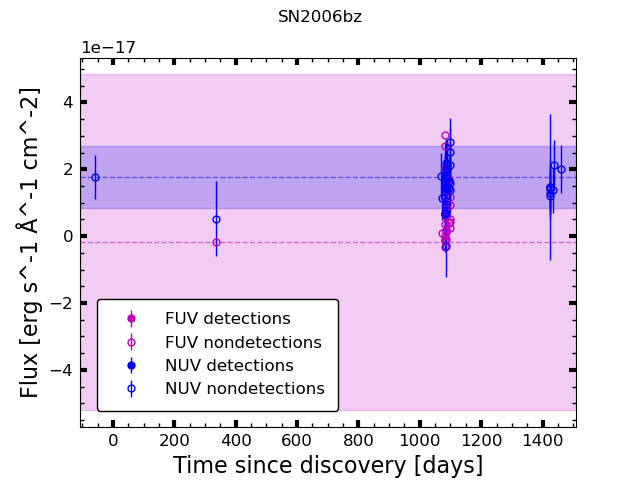 SN2006bz
1e−17
4
2
0
−2
−4
Flux [erg s^-1 Å^-1 cm^-2]
FUV detections
FUV nondetections
NUV detections
NUV nondetections
0 200 400 600 800 1000 1200 1400
Time since discovery [days]